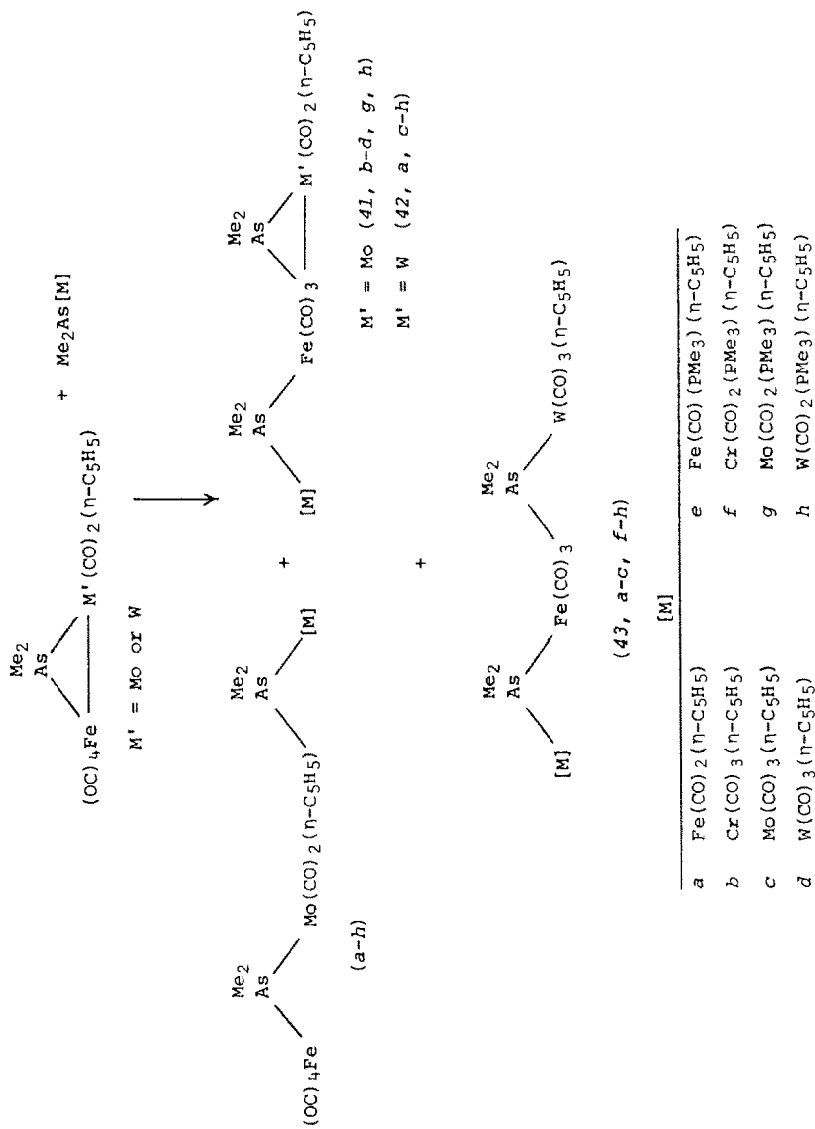 Me2
As
(OC)4Fe M'(CO)2(η-C5H5) + Me2As[M]
M' = Mo or W
Me2 Me2
As As
(OC)4Fe Mo(CO)2(η-C5H5) [M]
(a-h)
+
Me2 Me2
As As
[M] Fe(CO)3 M'(CO)2(η-C5H5)
M' = Mo (41, b-d, g, h)
M' = W (42, a, c-h)
+
Me2 Me2
As As
[M] Fe(CO)3 W(CO)3(η-C5H5)
(43, a-c, f-h)
[M]
a Fe(CO)2(η-C5H5) e Fe(CO)(PMe3)(η-C5H5)
b Cr(CO)3(η-C5H5) f Cr(CO)2(PMe3)(η-C5H5)
c Mo(CO)3(η-C5H5) g Mo(CO)2(PMe3)(η-C5H5)
d W(CO)3(η-C5H5) h W(CO)2(PMe3)(η-C5H5)